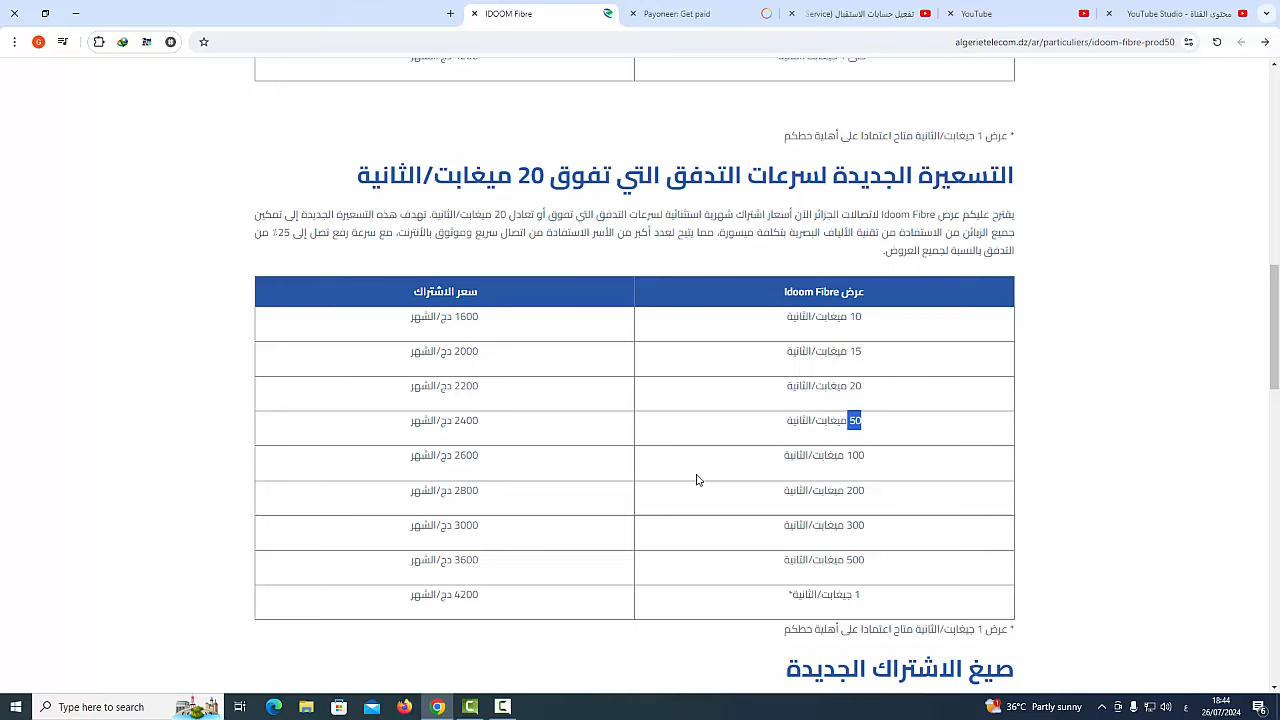 IDOOM Fibre
Payoneer: Get paid
تفعيل حسابات الاستقبال (Service
YouTube
محتوى القناة - YouTube Studio
algerietelecom.dz/ar/particuliers/idoom-fibre-prod50
* عرض 1 جيغابت/الثانية متاح اعتمادا على أهلية خطكم
التسعيرة الجديدة لسرعات التدفق التي تفوق 20 ميغابت/الثانية
يقترح عليكم عرض Idoom Fibre لاتصالات الجزائر الآن أسعار اشتراك شهرية استثنائية لسرعات التدفق التي تفوق أو تعادل 20 ميغابت/الثانية. تهدف هذه التسعيرة الجديدة إلى تمكين
جميع الزبائن من الاستفادة من تقنية الألياف البصرية بتكلفة ميسورة، مما يتيح لعدد أكبر من الأسر الاستفادة من اتصال سريع وموثوق بالأنترنت، مع سرعة رفع تصل إلى 25٪ من
التدفق بالنسبة لجميع العروض.
عرض Idoom Fibre سعر الاشتراك
10 ميغابت/الثانية 1600 دج/الشهر
15 ميغابت/الثانية 2000 دج/الشهر
20 ميغابت/الثانية 2200 دج/الشهر
50 ميغابت/الثانية 2400 دج/الشهر
100 ميغابت/الثانية 2600 دج/الشهر
200 ميغابت/الثانية 2800 دج/الشهر
300 ميغابت/الثانية 3000 دج/الشهر
500 ميغابت/الثانية 3600 دج/الشهر
1 جيغابت/الثانية* 4200 دج/الشهر
* عرض 1 جيغابت/الثانية متاح اعتمادا على أهلية خطكم
صيغ الاشتراك الجديدة
Type here to search
36°C Partly sunny
ع
18:44
26/07/2024